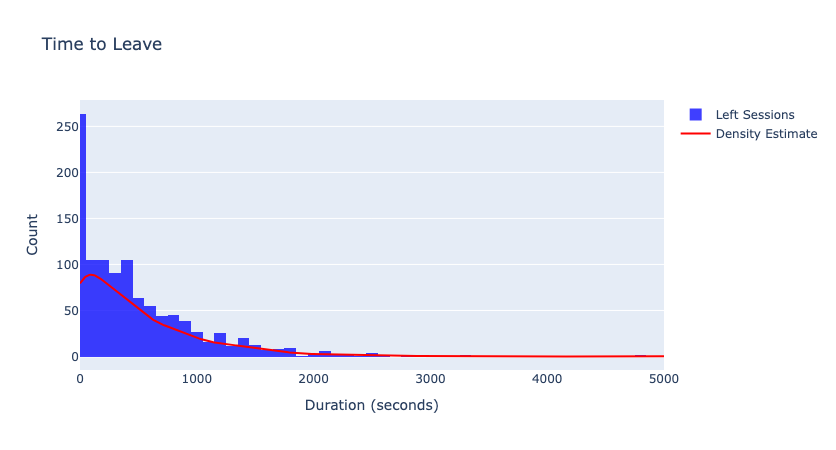 Time to Leave
Left Sessions
Density Estimate
250
200
150
100
50
0
Count
0 1000 2000 3000 4000 5000
Duration (seconds)